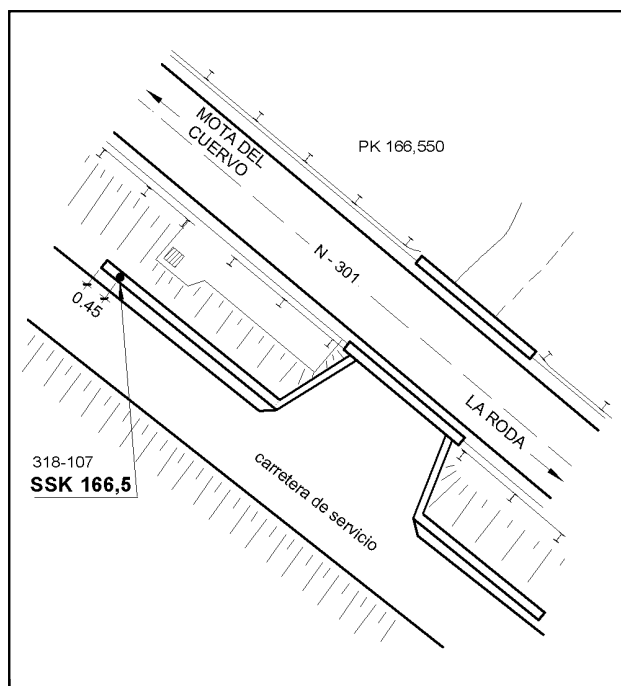 MOTA DEL
CUERVO
PK 166,550
N - 301
0.45
LA RODA
318-107
SSK 166,5
carretera de servicio